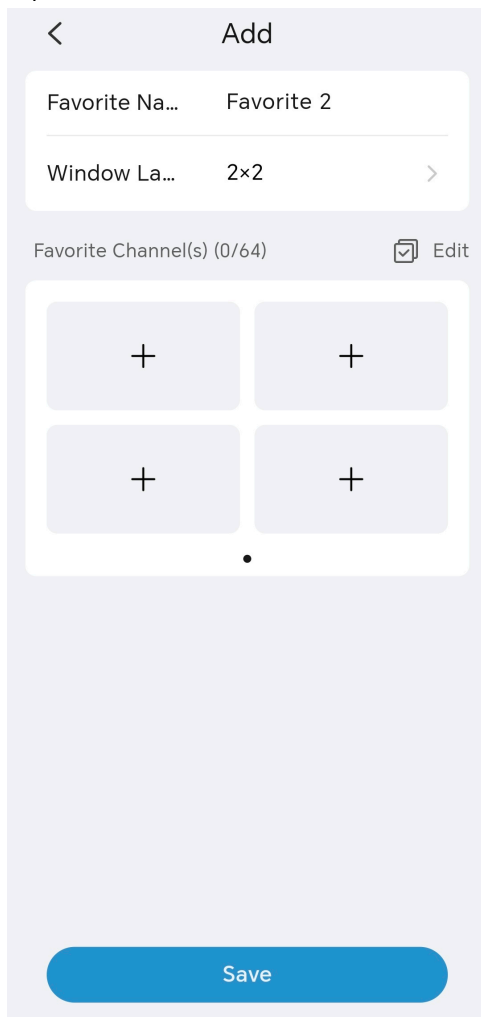 Add
Favorite Na... Favorite 2
Window La... 2×2
Favorite Channel(s) (0/64) Edit
Save